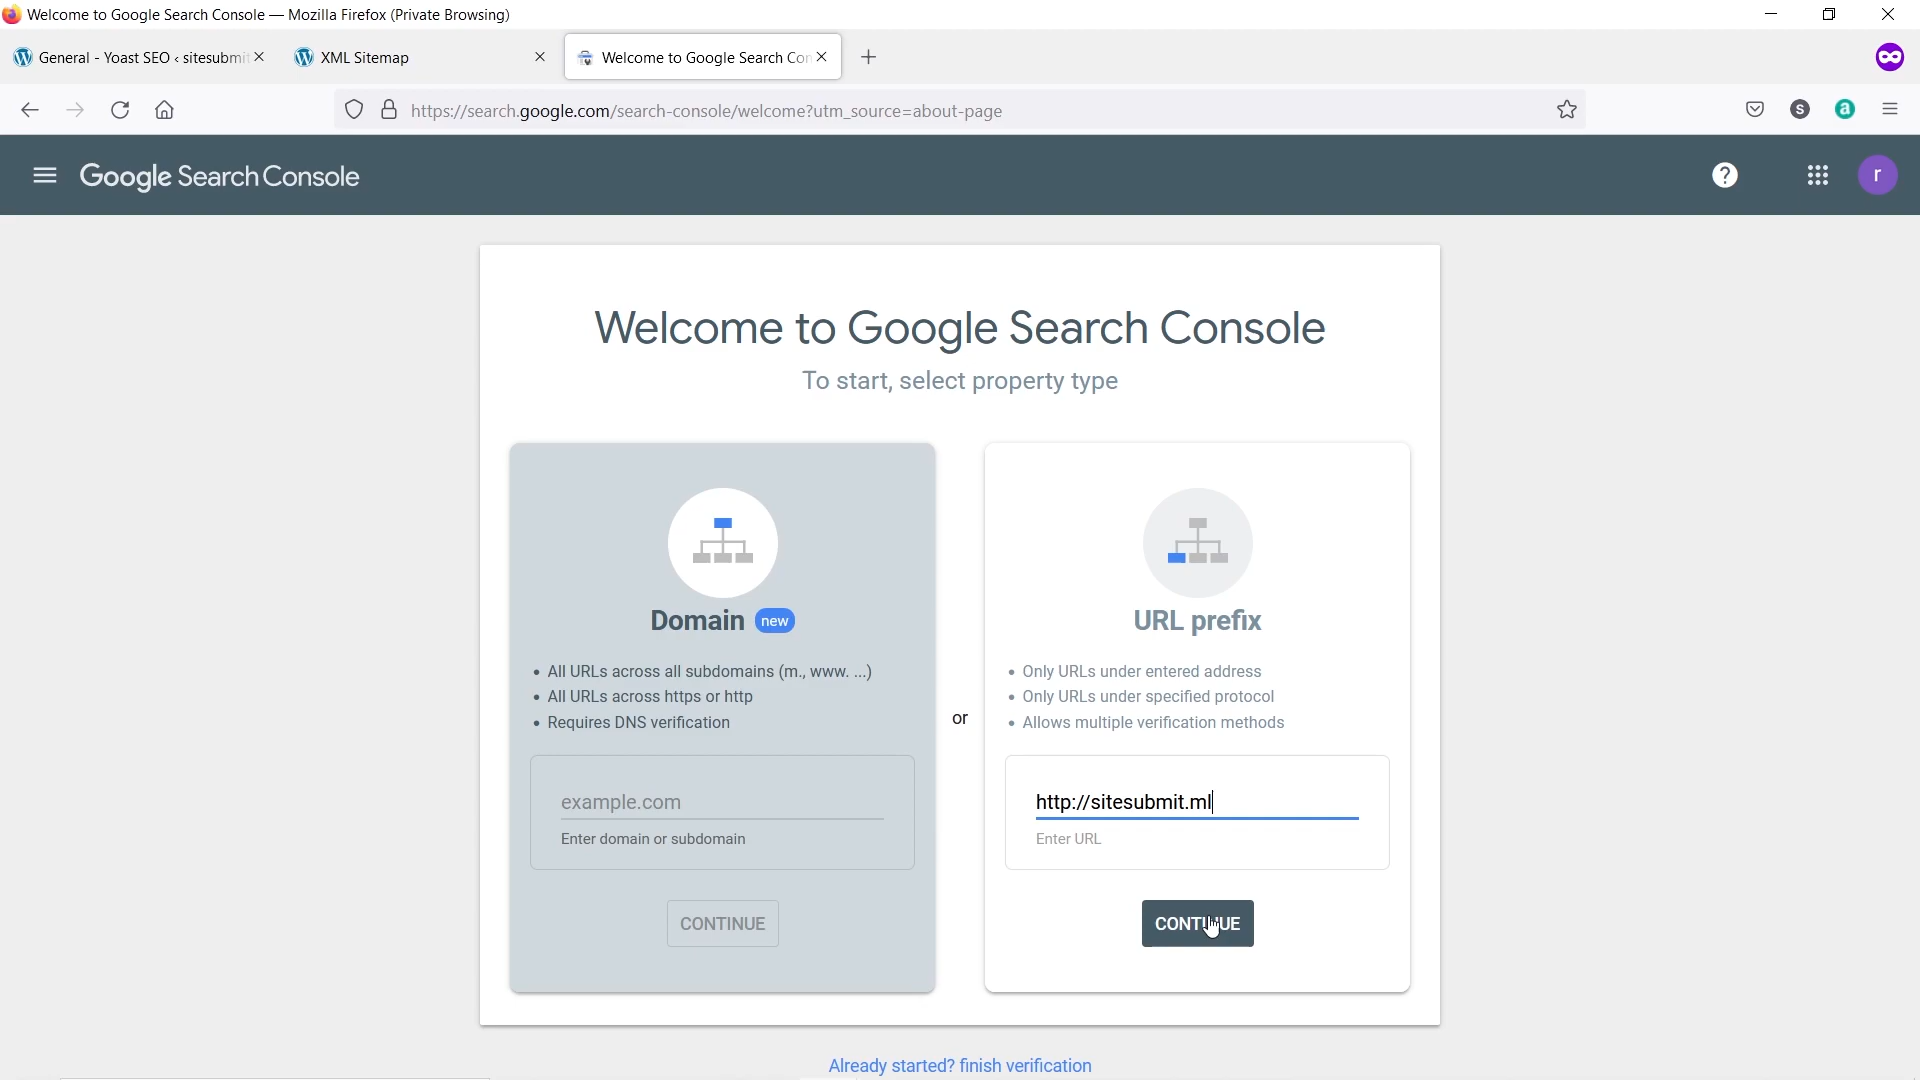 Welcome to Google Search Console — Mozilla Firefox (Private Browsing)
General - Yoast SEO ‹ sitesubmit
XML Sitemap
Welcome to Google Search Con
https://search.google.com/search-console/welcome?utm_source=about-page
S
a
Google Search Console
?
r
Welcome to Google Search Console
To start, select property type
Domain new
All URLs across all subdomains (m., www. ...)
All URLs across https or http
Requires DNS verification
example.com
Enter domain or subdomain
CONTINUE
or
URL prefix
Only URLs under entered address
Only URLs under specified protocol
Allows multiple verification methods
http://sitesubmit.ml
Enter URL
CONTINUE
Already started? finish verification